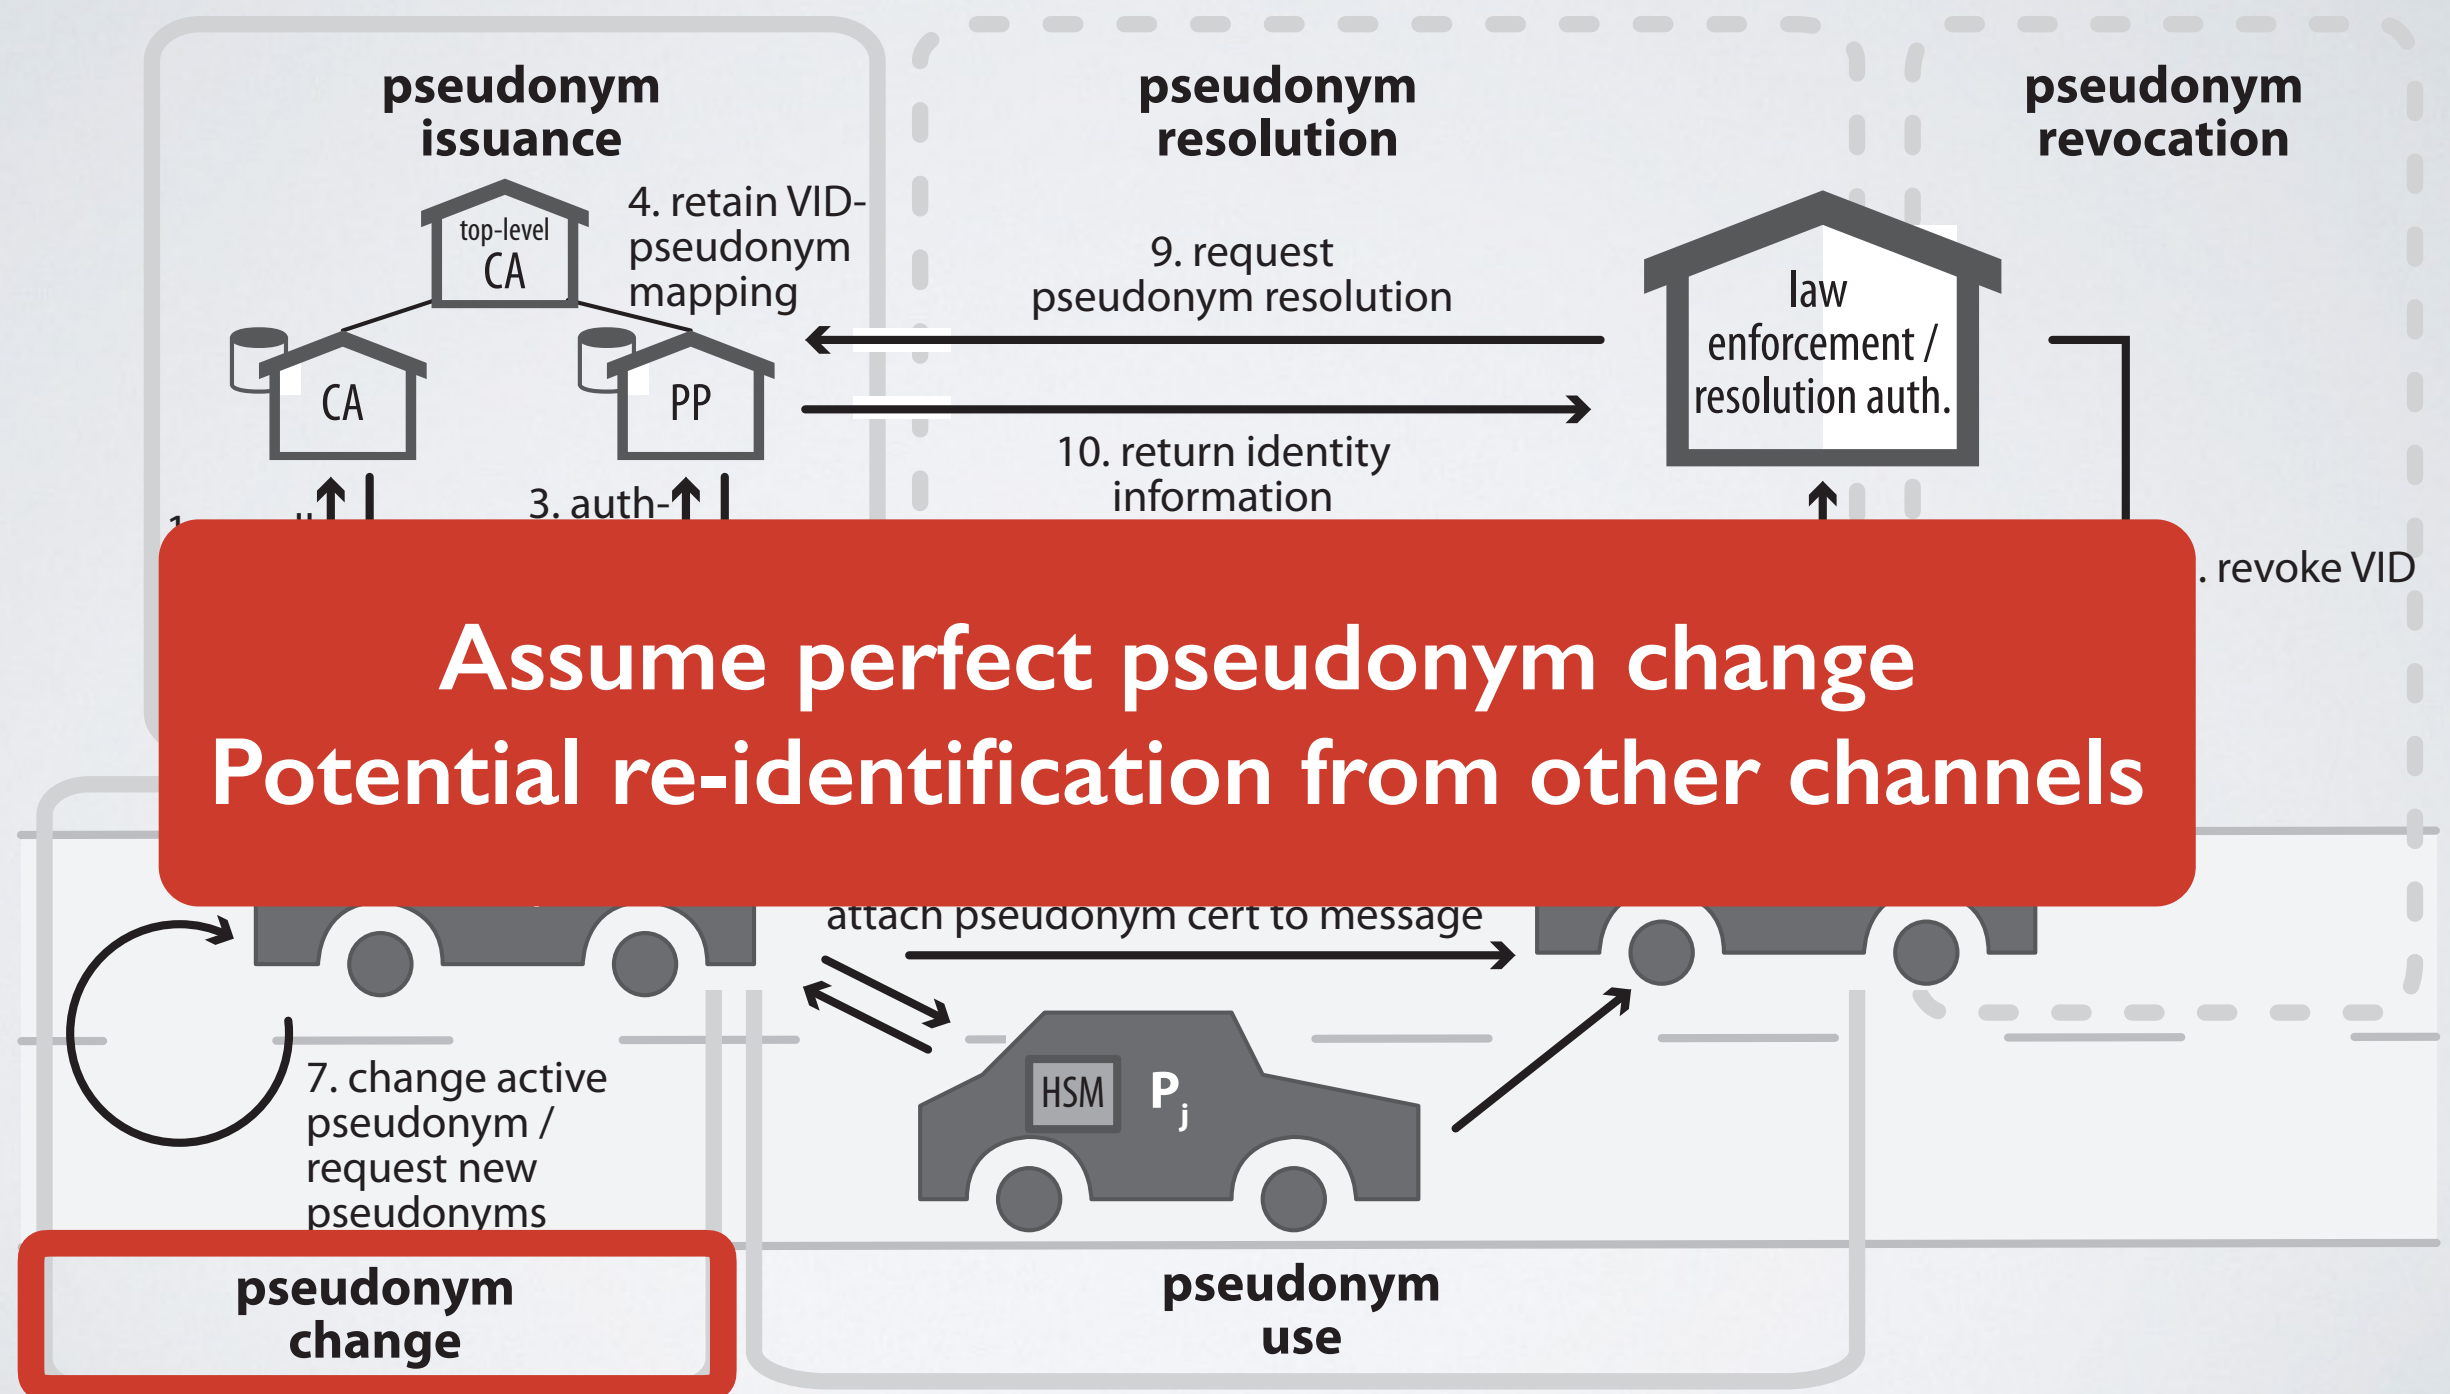 pseudonym
issuance
pseudonym
resolution
pseudonym
revocation
top-level
CA
4. retain VID-
pseudonym
mapping
9. request
pseudonym resolution
law
enforcement /
resolution auth.
CA
PP
10. return identity
information
3. auth-
. revoke VID
Assume perfect pseudonym change
Potential re-identification from other channels
attach pseudonym cert to message
7. change active
pseudonym /
request new
pseudonyms
HSM
Pj
pseudonym
change
pseudonym
use